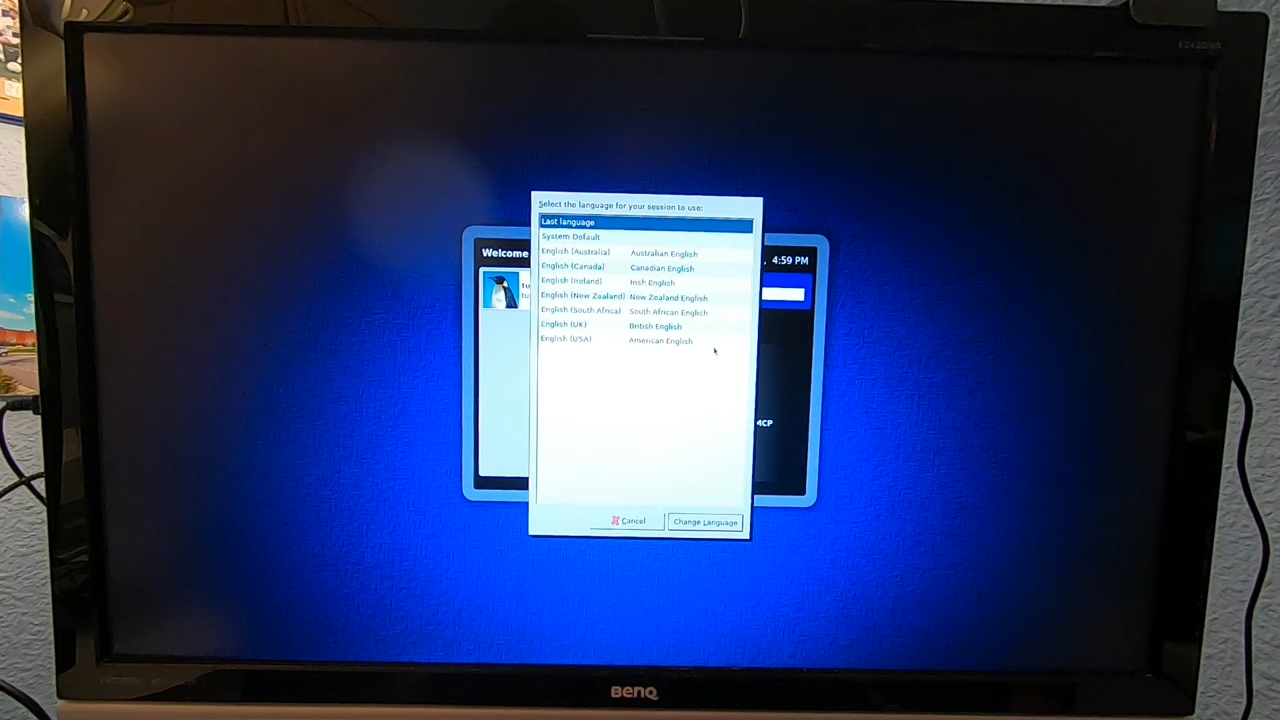 Select the language for your session to use:
Last language
System Default
English (Australia) Australian English
English (Canada) Canadian English
English (Ireland) Irish English
English (New Zealand) New Zealand English
English (South Africa) South African English
English (UK) British English
English (USA) American English
Cancel Change Language
Welcome
, 4:59 PM
BenQ